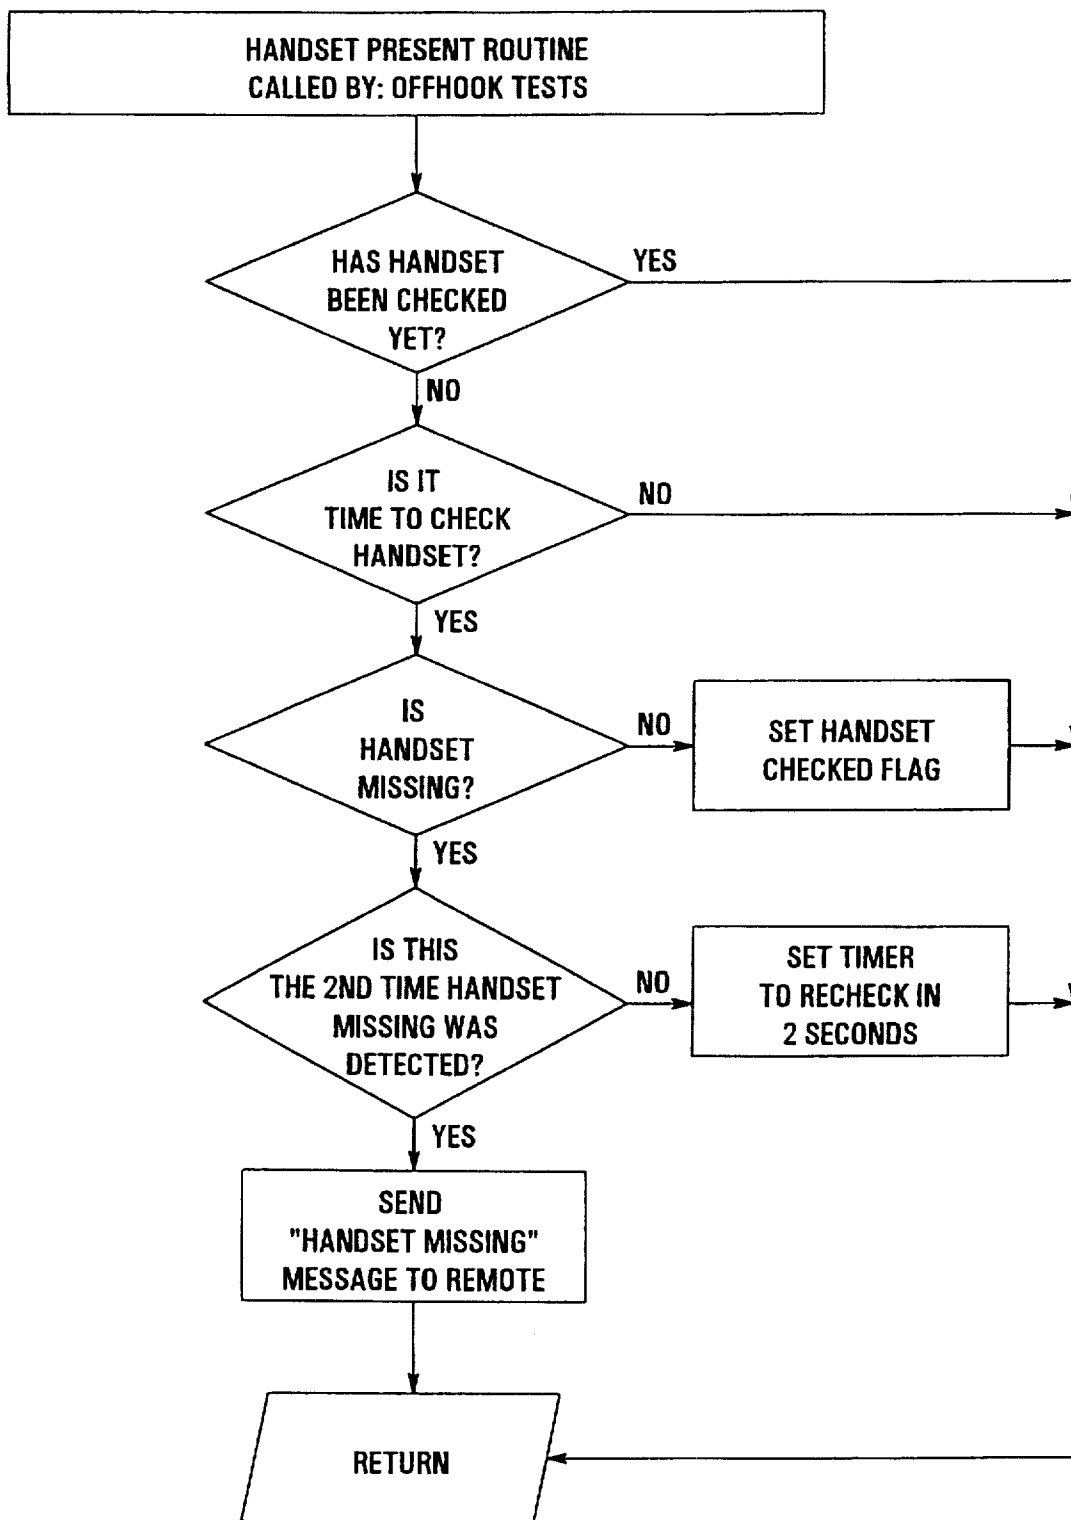 HANDSET PRESENT ROUTINE
CALLED BY: OFFHOOK TESTS
HAS HANDSET
BEEN CHECKED
YET?
YES
NO
IS IT
TIME TO CHECK
HANDSET?
NO
YES
IS
HANDSET
MISSING?
NO
SET HANDSET
CHECKED FLAG
YES
IS THIS
THE 2ND TIME HANDSET
MISSING WAS
DETECTED?
NO
SET TIMER
TO RECHECK IN
2 SECONDS
YES
SEND
"HANDSET MISSING"
MESSAGE TO REMOTE
RETURN